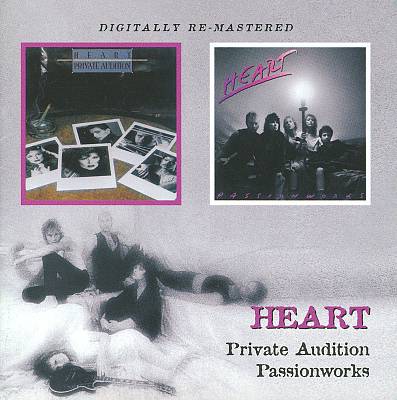 DIGITALLY RE-MASTERED
HEART
PRIVATE AUDITION
HEART
PASSIONWORKS
HEART
Private Audition
Passionworks